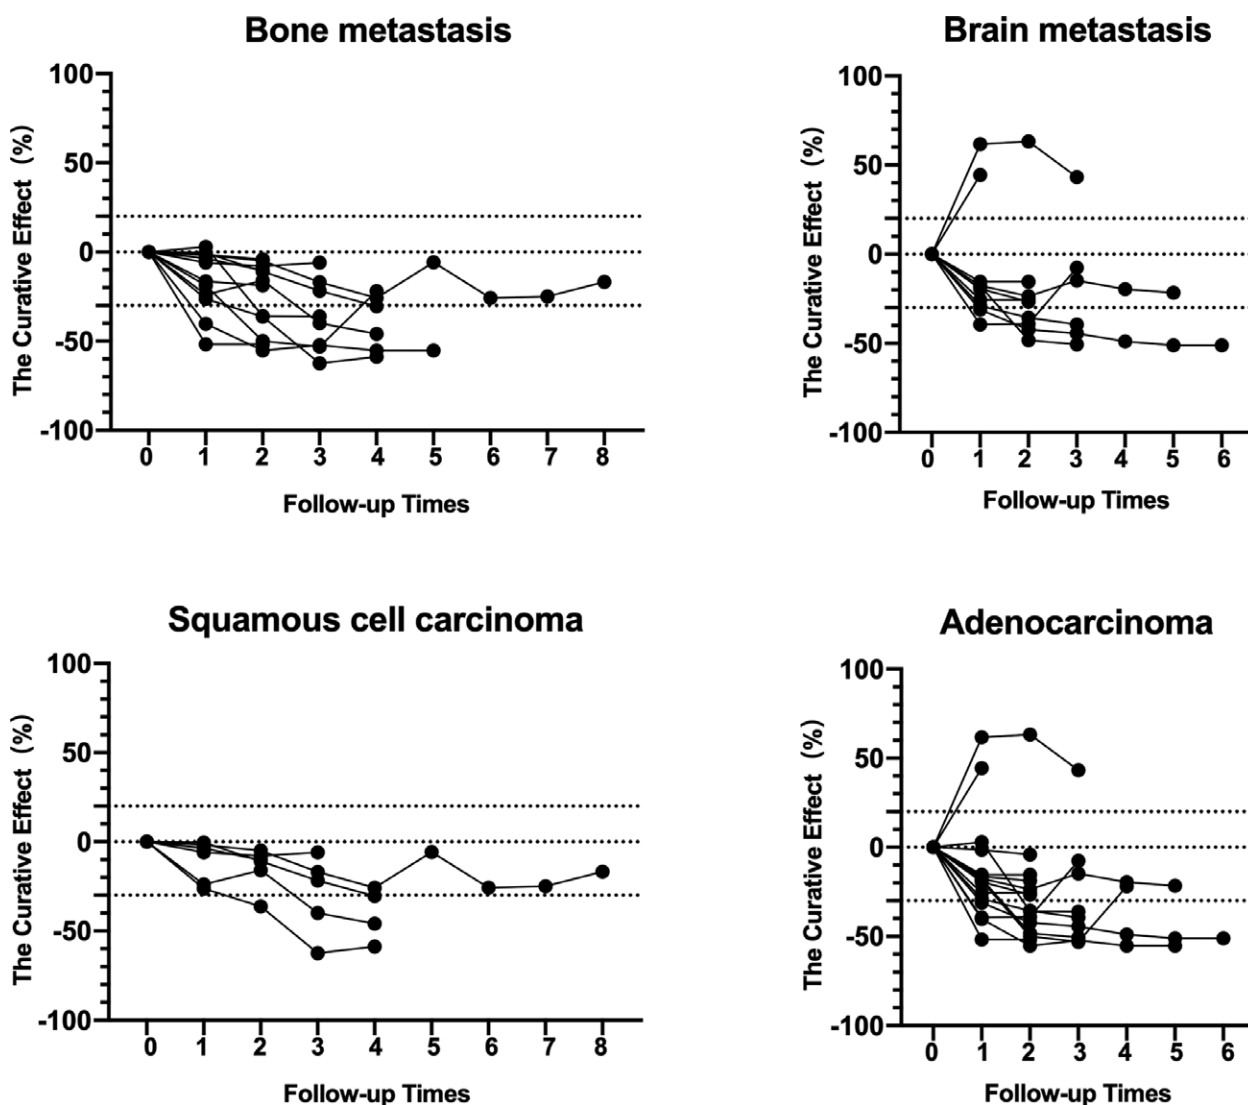 Bone metastasis
The Curative Effect (%)
100
50
0
-50
-100
0 1 2 3 4 5 6 7 8
Follow-up Times
Brain metastasis
The Curative Effect (%)
100
50
0
-50
-100
0 1 2 3 4 5 6
Follow-up Times
Squamous cell carcinoma
The Curative Effect (%)
100
50
0
-50
-100
0 1 2 3 4 5 6 7 8
Follow-up Times
Adenocarcinoma
The Curative Effect (%)
100
50
0
-50
-100
0 1 2 3 4 5 6
Follow-up Times